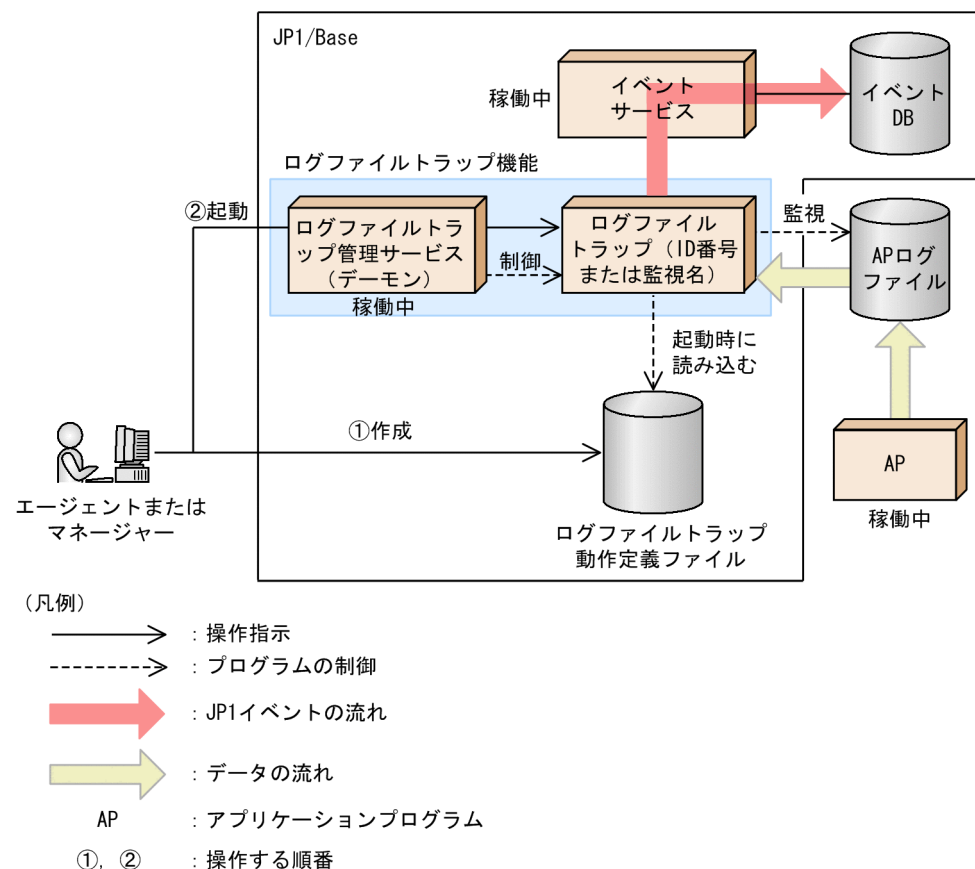 JP1/Base
イベント
サービス
稼働中
イベント
DB
ログファイルトラップ機能
②起動
ログファイルトラ
ップ管理サービス
（デーモン）
稼働中
制御
ログファイル
トラップ（ID番号
または監視名）
監視
APログ
ファイル
起動時に
読み込む
①作成
エージェントまたは
マネージャー
ログファイルトラップ
動作定義ファイル
AP
稼働中
（凡例）
：操作指示
：プログラムの制御
：JP1イベントの流れ
：データの流れ
AP ：アプリケーションプログラム
①，② ：操作する順番